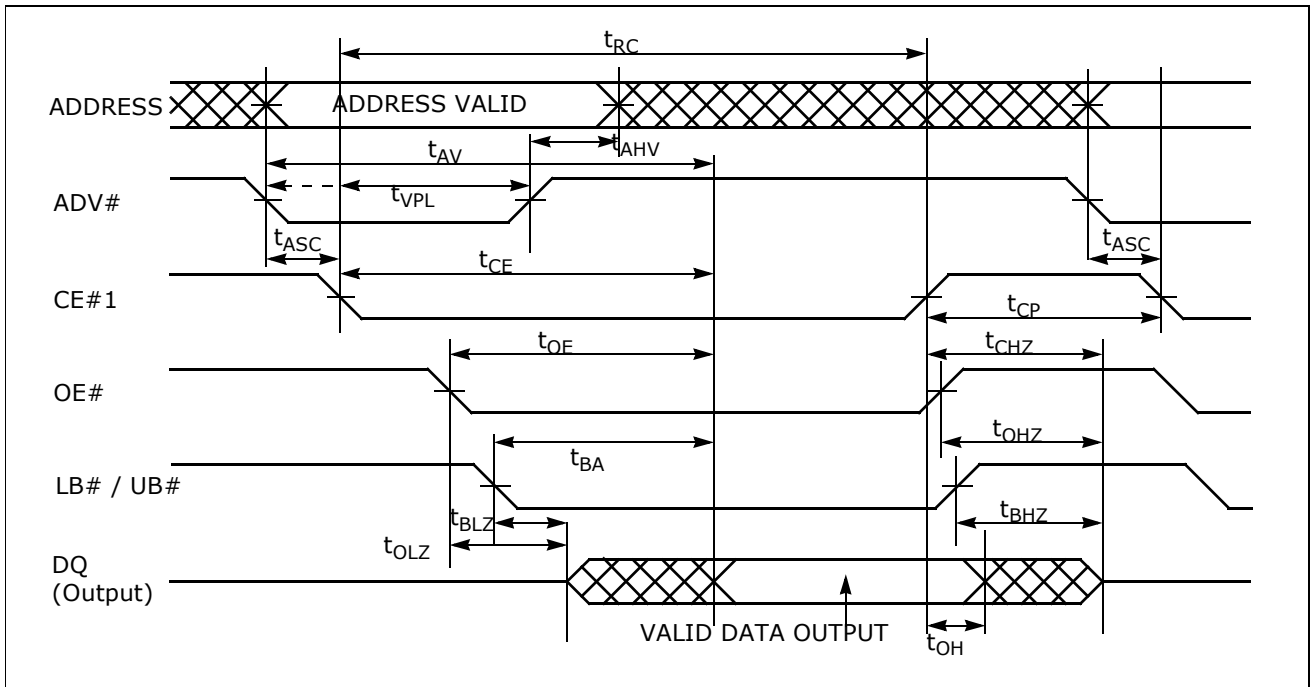 tRC
ADDRESS
ADDRESS VALID
tAHV
tAV
ADV#
tVPL
tASC
tASC
tCE
CE#1
tCP
tOE
tCHZ
OE#
tOHZ
tBA
LB# / UB#
tBLZ
tBHZ
tOLZ
DQ
(Output)
VALID DATA OUTPUT
tOH